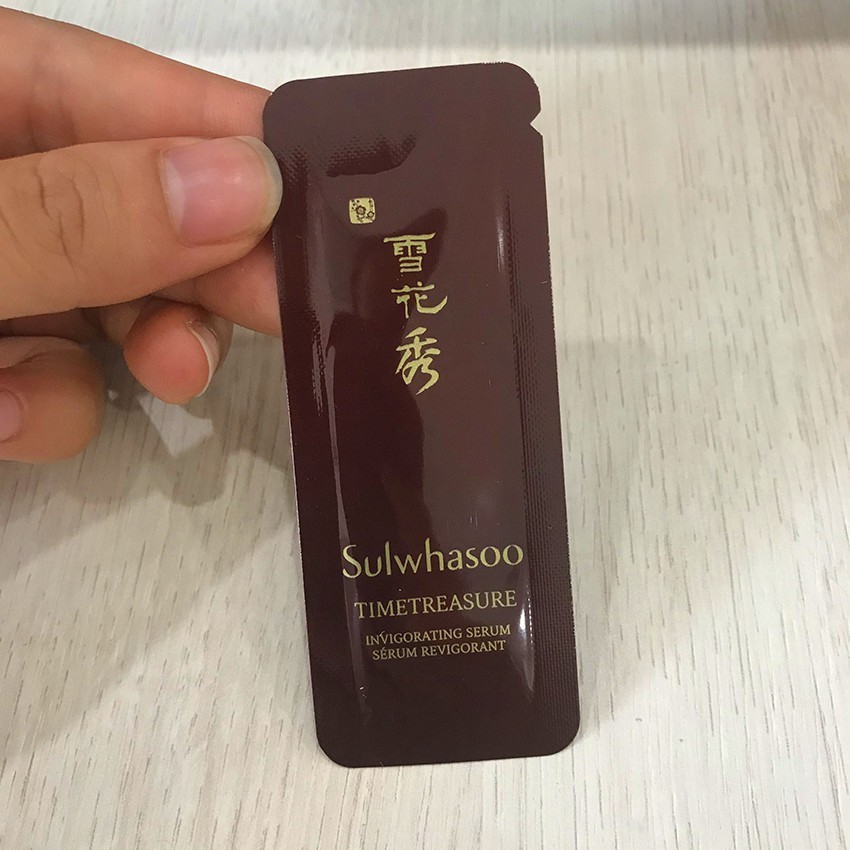 雪花秀
Sulwhasoo
TIMETREASURE
INVIGORATING SERUM
SÉRUM REVIGORANT